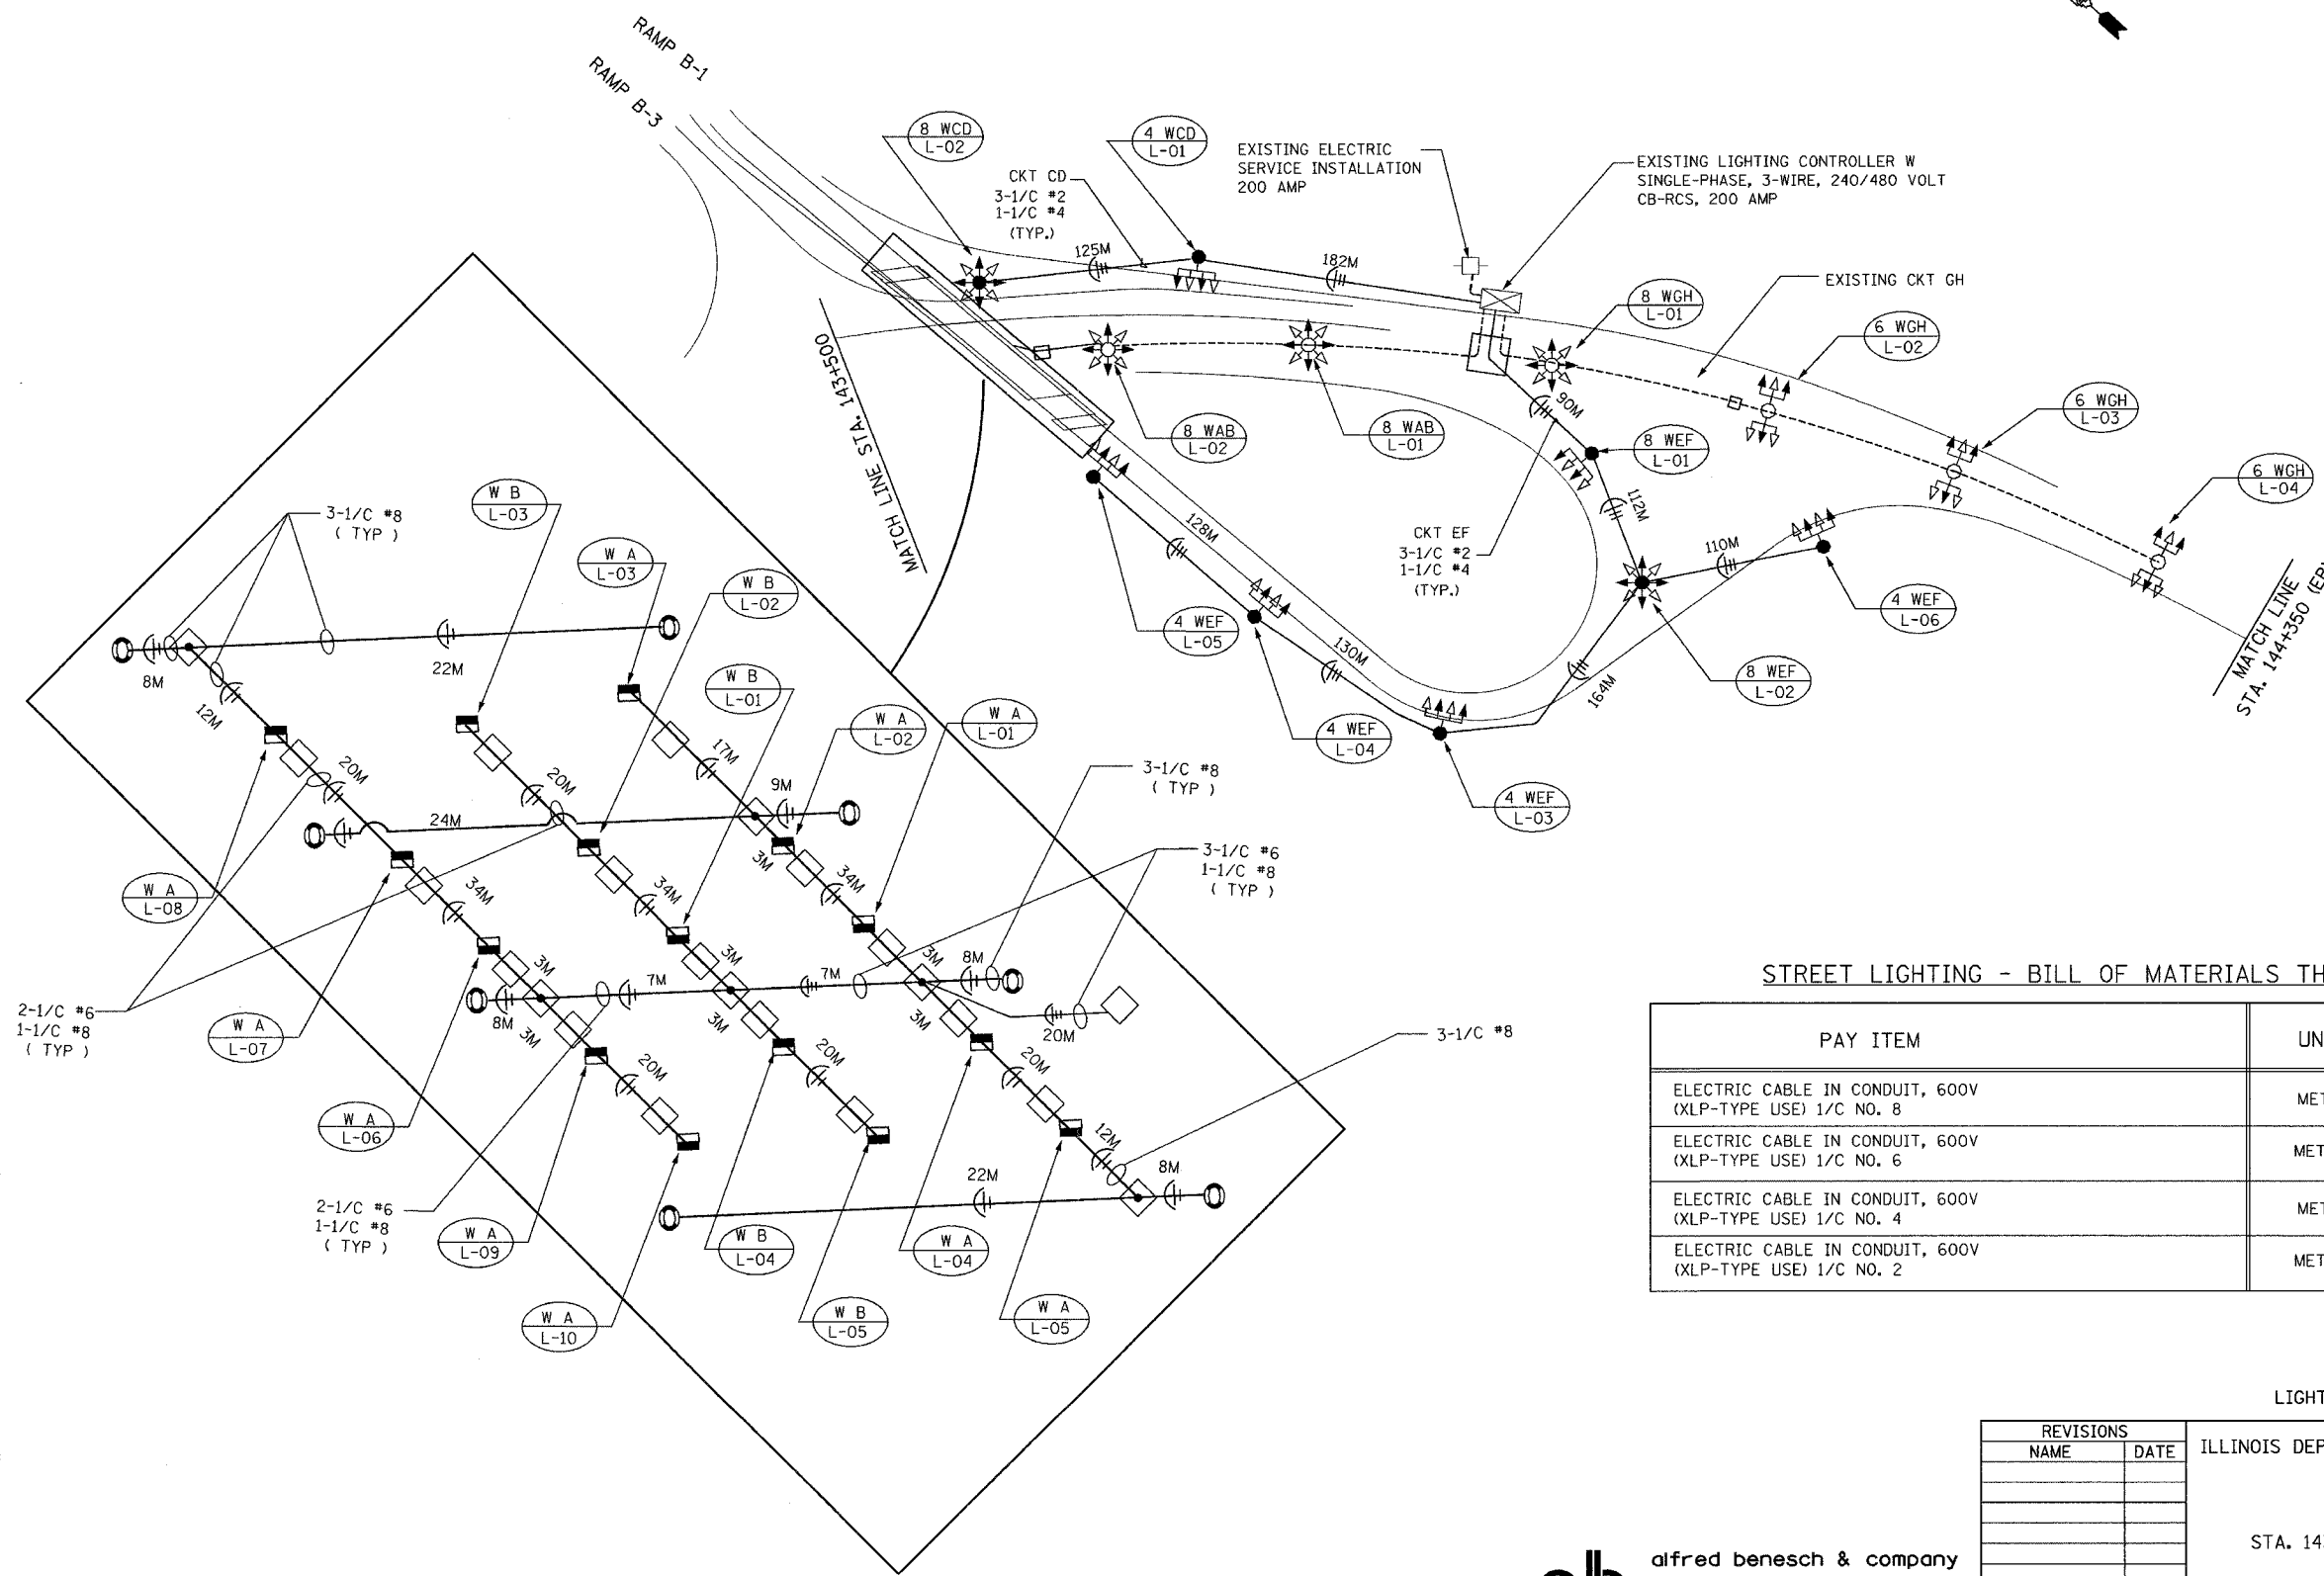 RAMP B-1
RAMP B-3
8 WCD
L-02
4 WCD
L-01
CKT CD
3-1/C #2
1-1/C #4
(TYP.)
EXISTING ELECTRIC
SERVICE INSTALLATION
200 AMP
EXISTING LIGHTING CONTROLLER W
SINGLE-PHASE, 3-WIRE, 240/480 VOLT
CB-RCS, 200 AMP
125M
182M
EXISTING CKT GH
8 WGH
L-01
6 WGH
L-02
6 WGH
L-03
6 WGH
L-04
MATCH LINE STA. 143+500
8 WAB
L-02
8 WAB
L-01
90M
8 WEF
L-01
112M
CKT EF
3-1/C #2
1-1/C #4
(TYP.)
110M
128M
130M
164M
4 WEF
L-05
4 WEF
L-06
8 WEF
L-02
4 WEF
L-04
4 WEF
L-03
MATCH LINE
STA. 144+350
3-1/C #8
( TYP )
W B
L-03
W A
L-03
W B
L-02
W B
L-01
W A
L-02
W A
L-01
8M
22M
12M
20M
20M
17M
9M
24M
3M
34M
34M
34M
3-1/C #8
( TYP )
3-1/C #6
1-1/C #8
( TYP )
W A
L-08
W A
L-07
2-1/C #6
1-1/C #8
( TYP )
3M
3M
3M
8M
7M
7M
8M
3M
3M
3M
20M
3-1/C #8
20M
20M
20M
12M
8M
22M
W A
L-06
2-1/C #6
1-1/C #8
( TYP )
W A
L-09
W B
L-04
W A
L-04
W A
L-10
W B
L-05
W A
L-05
STREET LIGHTING - BILL OF MATERIALS TH
PAY ITEM
UN
ELECTRIC CABLE IN CONDUIT, 600V
(XLP-TYPE USE) 1/C NO. 8
MET
ELECTRIC CABLE IN CONDUIT, 600V
(XLP-TYPE USE) 1/C NO. 6
MET
ELECTRIC CABLE IN CONDUIT, 600V
(XLP-TYPE USE) 1/C NO. 4
MET
ELECTRIC CABLE IN CONDUIT, 600V
(XLP-TYPE USE) 1/C NO. 2
MET
LIGHT
REVISIONS
NAME DATE
ILLINOIS DEP
STA. 14
alfred benesch & company